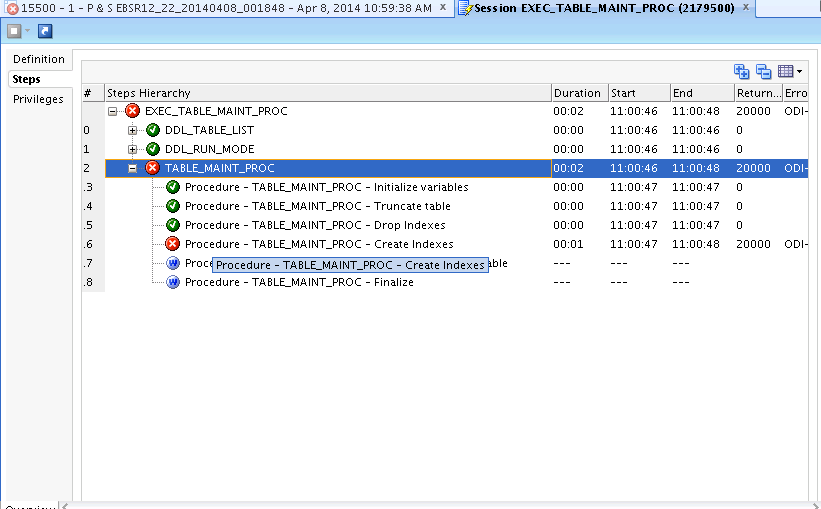 15500 - 1 - P & S EBSR12_22_20140408_001848 - Apr 8, 2014 10:59:38 AM x Session EXEC_TABLE_MAINT_PROC (2179500) x
Definition
Steps
Privileges
# Steps Hierarchy Duration Start End Return... Erro
EXEC_TABLE_MAINT_PROC 00:02 11:00:46 11:00:48 20000 ODI-
0 DDL_TABLE_LIST 00:00 11:00:46 11:00:46 0
1 DDL_RUN_MODE 00:00 11:00:46 11:00:46 0
2 TABLE_MAINT_PROC 00:02 11:00:46 11:00:48 20000 ODI-
.3 Procedure - TABLE_MAINT_PROC - Initialize variables 00:00 11:00:47 11:00:47 0
.4 Procedure - TABLE_MAINT_PROC - Truncate table 00:00 11:00:47 11:00:47 0
.5 Procedure - TABLE_MAINT_PROC - Drop Indexes 00:00 11:00:47 11:00:47 0
.6 Procedure - TABLE_MAINT_PROC - Create Indexes 00:01 11:00:47 11:00:48 20000 ODI-
.7 Proce Procedure - TABLE_MAINT_PROC - Create Indexes able --- --- ---
.8 Procedure - TABLE_MAINT_PROC - Finalize --- --- ---